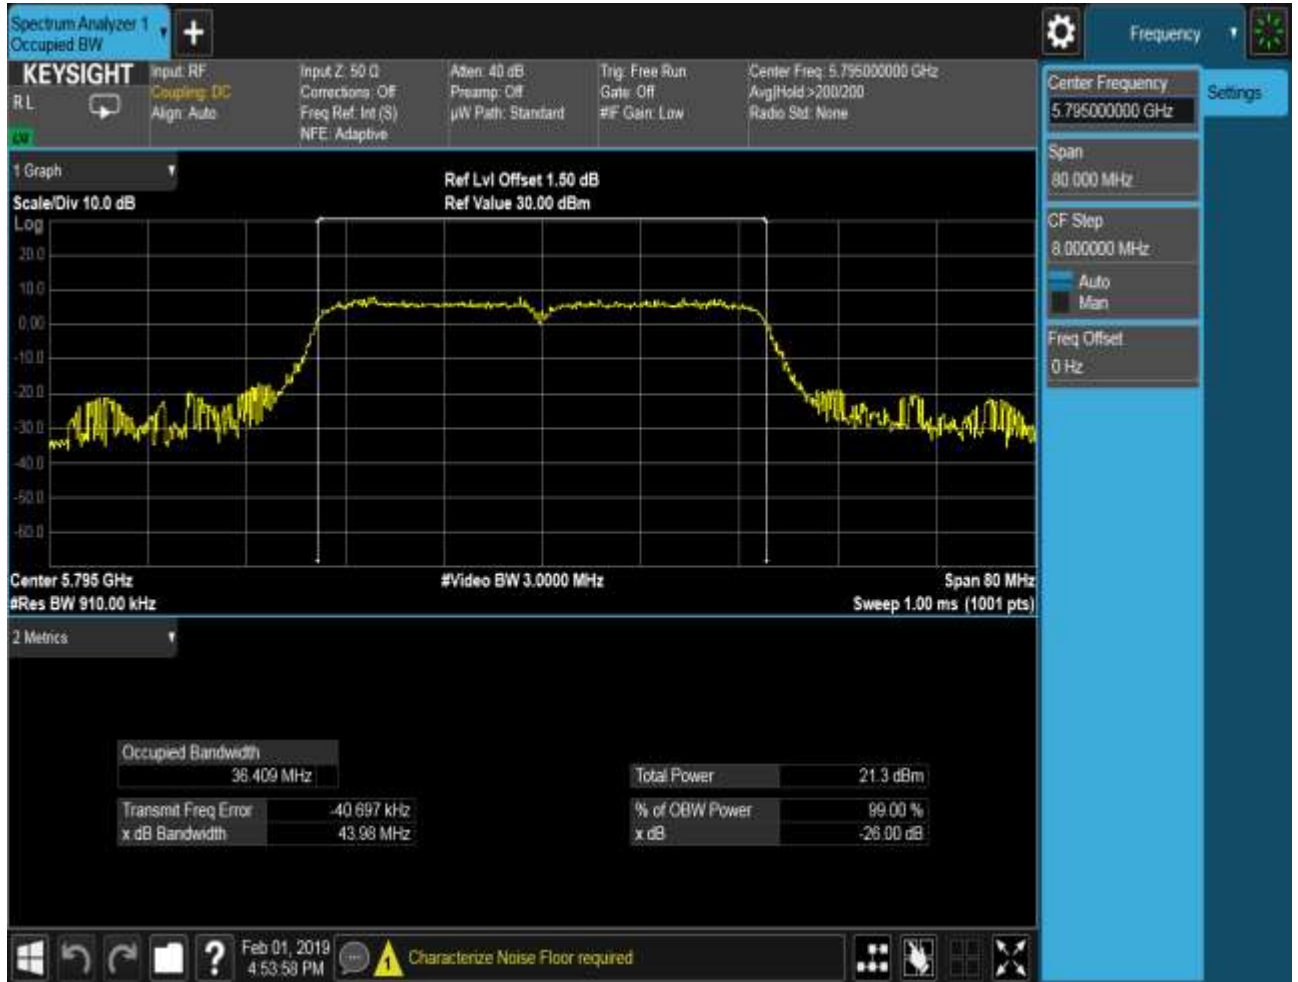 Spectrum Analyzer 1
Occupied BW
Frequency
KEYSIGHT
RL
Input: RF
Coupling: DC
Align: Auto
Input Z: 50 Ω
Corrections: Off
Freq Ref: Int (S)
NFE: Adaptive
Atten: 40 dB
Preamp: Off
µW Path: Standard
Trig: Free Run
Gate: Off
#IF Gain: Low
Center Freq: 5.795000000 GHz
Avg|Hold:>200/200
Radio Std: None
Center Frequency
5.795000000 GHz
Settings
Span
80.000 MHz
CF Step
8.000000 MHz
Auto
Man
Freq Offset
0 Hz
1 Graph
Scale/Div 10.0 dB
Ref Lvl Offset 1.50 dB
Ref Value 30.00 dBm
Log
20.0
10.0
0.00
-10.0
-20.0
-30.0
-40.0
-50.0
-60.0
Center 5.795 GHz
#Video BW 3.0000 MHz
Span 80 MHz
#Res BW 910.00 kHz
Sweep 1.00 ms (1001 pts)
2 Metrics
Occupied Bandwidth
36.409 MHz
Total Power 21.3 dBm
Transmit Freq Error -40.697 kHz
% of OBW Power 99.00 %
x dB Bandwidth 43.98 MHz
x dB -26.00 dB
?
Feb 01, 2019
4:53:58 PM
1
Characterize Noise Floor required